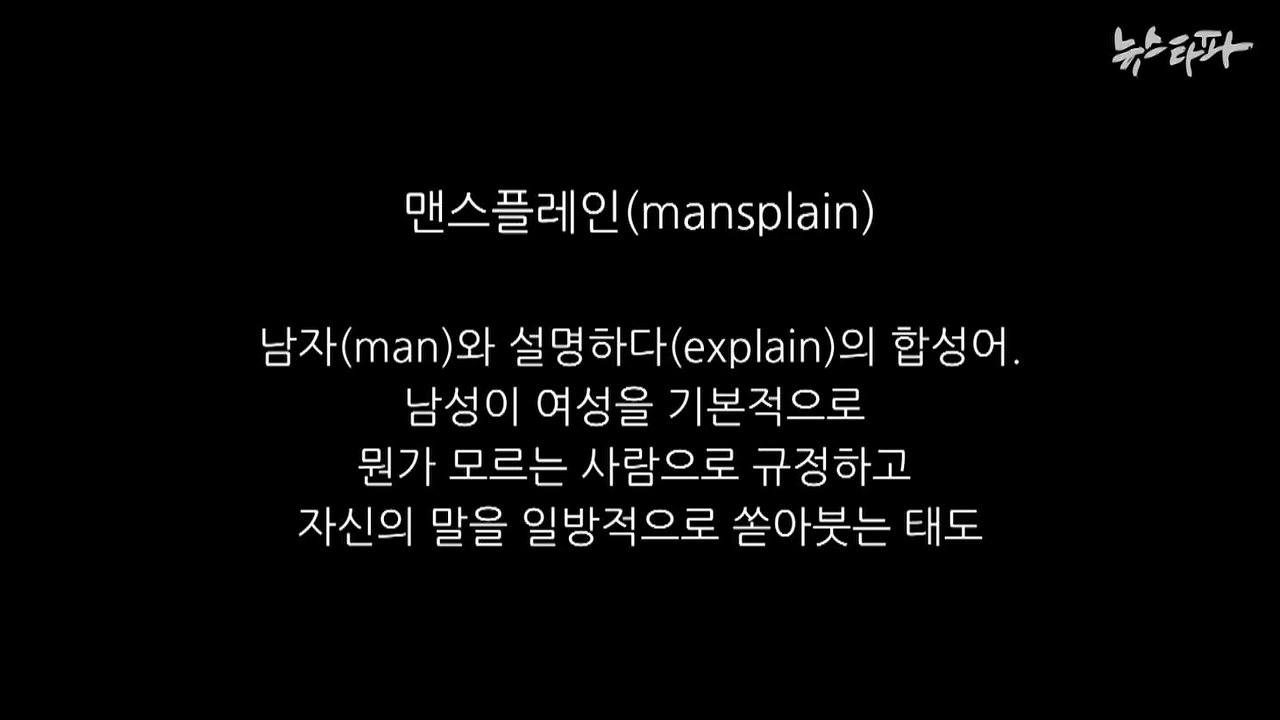 뉴스타파
맨스플레인(mansplain)
남자(man)와 설명하다(explain)의 합성어.
남성이 여성을 기본적으로
뭔가 모르는 사람으로 규정하고
자신의 말을 일방적으로 쏟아붓는 태도